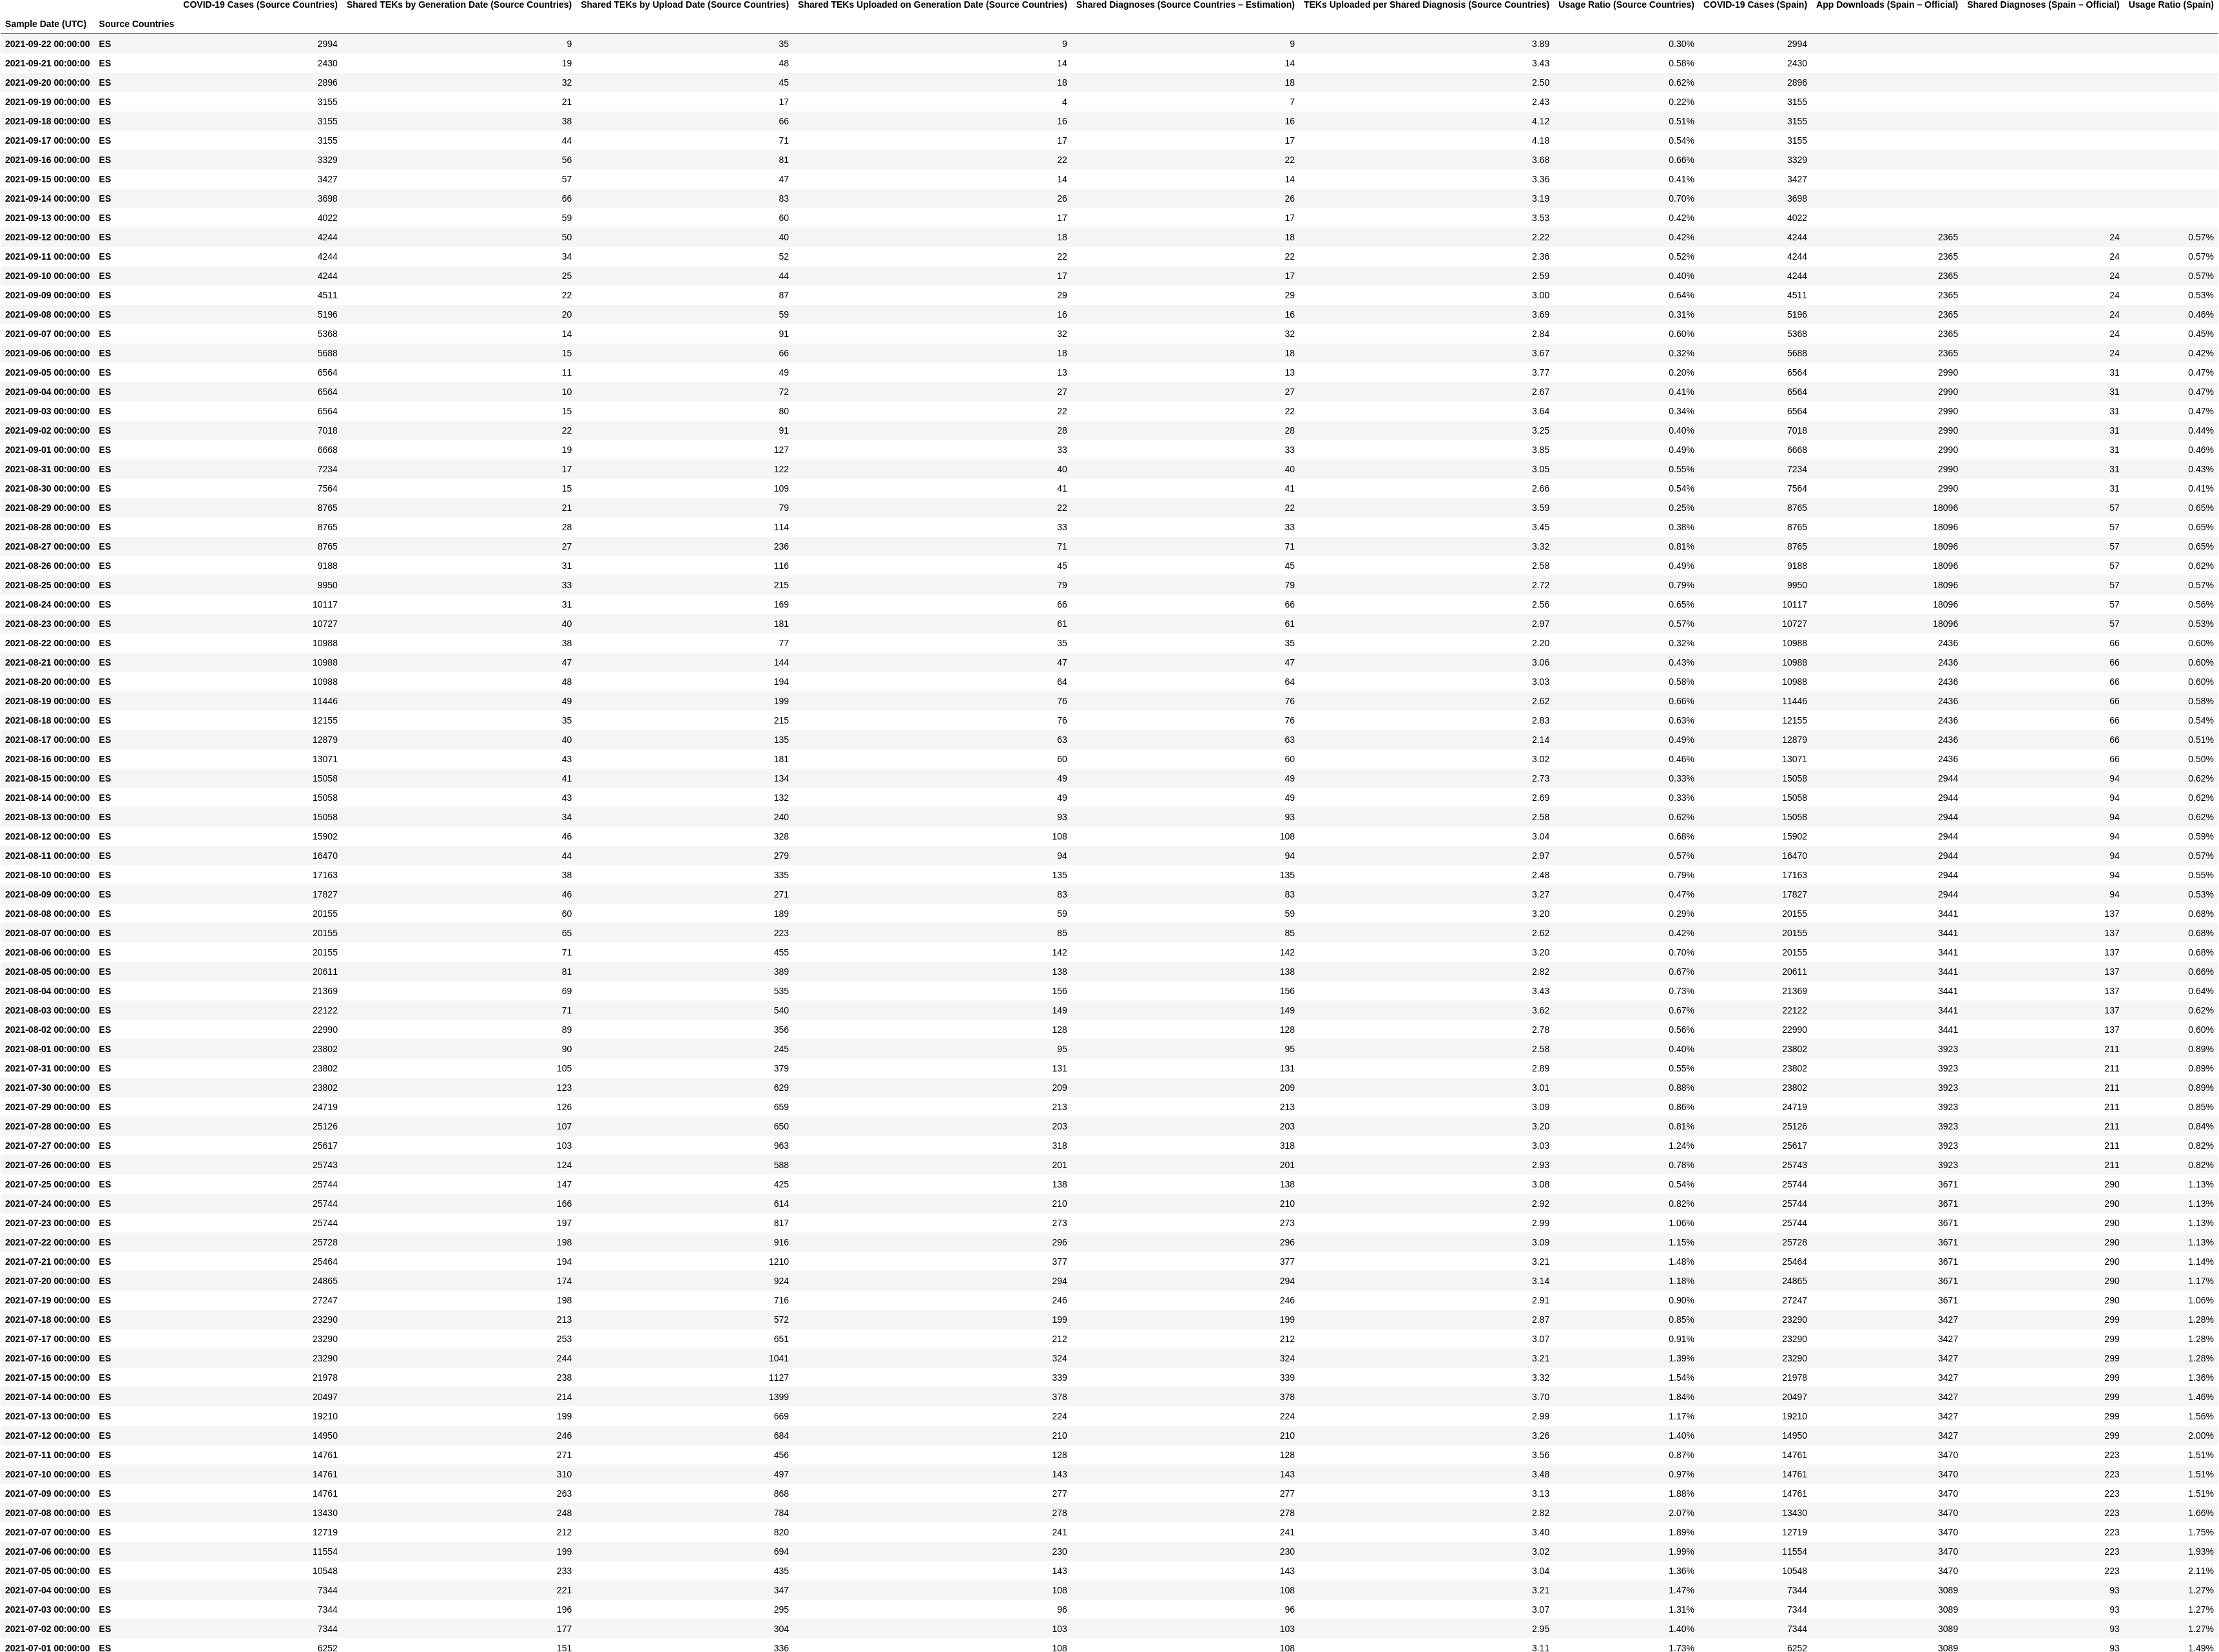 COVID-19 Cases (Source Countries) Shared TEKs by Generation Date (Source Countries) Shared TEKs by Upload Date (Source Countries) Shared TEKs Uploaded on Generation Date (Source Countries) Shared Diagnoses (Source Countries – Estimation) TEKs Uploaded per Shared Diagnosis (Source Countries) Usage Ratio (Source Countries) COVID-19 Cases (Spain) App Downloads (Spain – Official) Shared Diagnoses (Spain – Official) Usage Ratio (Spain)
Sample Date (UTC) Source Countries
2021-09-22 00:00:00 ES 2994 9 35 9 9 3.89 0.30% 2994
2021-09-21 00:00:00 ES 2430 19 48 14 14 3.43 0.58% 2430
2021-09-20 00:00:00 ES 2896 32 45 18 18 2.50 0.62% 2896
2021-09-19 00:00:00 ES 3155 21 17 4 7 2.43 0.22% 3155
2021-09-18 00:00:00 ES 3155 38 66 16 16 4.12 0.51% 3155
2021-09-17 00:00:00 ES 3155 44 71 17 17 4.18 0.54% 3155
2021-09-16 00:00:00 ES 3329 56 81 22 22 3.68 0.66% 3329
2021-09-15 00:00:00 ES 3427 57 47 14 14 3.36 0.41% 3427
2021-09-14 00:00:00 ES 3698 66 83 26 26 3.19 0.70% 3698
2021-09-13 00:00:00 ES 4022 59 60 17 17 3.53 0.42% 4022
2021-09-12 00:00:00 ES 4244 50 40 18 18 2.22 0.42% 4244 2365 24 0.57%
2021-09-11 00:00:00 ES 4244 34 52 22 22 2.36 0.52% 4244 2365 24 0.57%
2021-09-10 00:00:00 ES 4244 25 44 17 17 2.59 0.40% 4244 2365 24 0.57%
2021-09-09 00:00:00 ES 4511 22 87 29 29 3.00 0.64% 4511 2365 24 0.53%
2021-09-08 00:00:00 ES 5196 20 59 16 16 3.69 0.31% 5196 2365 24 0.46%
2021-09-07 00:00:00 ES 5368 14 91 32 32 2.84 0.60% 5368 2365 24 0.45%
2021-09-06 00:00:00 ES 5688 15 66 18 18 3.67 0.32% 5688 2365 24 0.42%
2021-09-05 00:00:00 ES 6564 11 49 13 13 3.77 0.20% 6564 2990 31 0.47%
2021-09-04 00:00:00 ES 6564 10 72 27 27 2.67 0.41% 6564 2990 31 0.47%
2021-09-03 00:00:00 ES 6564 15 80 22 22 3.64 0.34% 6564 2990 31 0.47%
2021-09-02 00:00:00 ES 7018 22 91 28 28 3.25 0.40% 7018 2990 31 0.44%
2021-09-01 00:00:00 ES 6668 19 127 33 33 3.85 0.49% 6668 2990 31 0.46%
2021-08-31 00:00:00 ES 7234 17 122 40 40 3.05 0.55% 7234 2990 31 0.43%
2021-08-30 00:00:00 ES 7564 15 109 41 41 2.66 0.54% 7564 2990 31 0.41%
2021-08-29 00:00:00 ES 8765 21 79 22 22 3.59 0.25% 8765 18096 57 0.65%
2021-08-28 00:00:00 ES 8765 28 114 33 33 3.45 0.38% 8765 18096 57 0.65%
2021-08-27 00:00:00 ES 8765 27 236 71 71 3.32 0.81% 8765 18096 57 0.65%
2021-08-26 00:00:00 ES 9188 31 116 45 45 2.58 0.49% 9188 18096 57 0.62%
2021-08-25 00:00:00 ES 9950 33 215 79 79 2.72 0.79% 9950 18096 57 0.57%
2021-08-24 00:00:00 ES 10117 31 169 66 66 2.56 0.65% 10117 18096 57 0.56%
2021-08-23 00:00:00 ES 10727 40 181 61 61 2.97 0.57% 10727 18096 57 0.53%
2021-08-22 00:00:00 ES 10988 38 77 35 35 2.20 0.32% 10988 2436 66 0.60%
2021-08-21 00:00:00 ES 10988 47 144 47 47 3.06 0.43% 10988 2436 66 0.60%
2021-08-20 00:00:00 ES 10988 48 194 64 64 3.03 0.58% 10988 2436 66 0.60%
2021-08-19 00:00:00 ES 11446 49 199 76 76 2.62 0.66% 11446 2436 66 0.58%
2021-08-18 00:00:00 ES 12155 35 215 76 76 2.83 0.63% 12155 2436 66 0.54%
2021-08-17 00:00:00 ES 12879 40 135 63 63 2.14 0.49% 12879 2436 66 0.51%
2021-08-16 00:00:00 ES 13071 43 181 60 60 3.02 0.46% 13071 2436 66 0.50%
2021-08-15 00:00:00 ES 15058 41 134 49 49 2.73 0.33% 15058 2944 94 0.62%
2021-08-14 00:00:00 ES 15058 43 132 49 49 2.69 0.33% 15058 2944 94 0.62%
2021-08-13 00:00:00 ES 15058 34 240 93 93 2.58 0.62% 15058 2944 94 0.62%
2021-08-12 00:00:00 ES 15902 46 328 108 108 3.04 0.68% 15902 2944 94 0.59%
2021-08-11 00:00:00 ES 16470 44 279 94 94 2.97 0.57% 16470 2944 94 0.57%
2021-08-10 00:00:00 ES 17163 38 335 135 135 2.48 0.79% 17163 2944 94 0.55%
2021-08-09 00:00:00 ES 17827 46 271 83 83 3.27 0.47% 17827 2944 94 0.53%
2021-08-08 00:00:00 ES 20155 60 189 59 59 3.20 0.29% 20155 3441 137 0.68%
2021-08-07 00:00:00 ES 20155 65 223 85 85 2.62 0.42% 20155 3441 137 0.68%
2021-08-06 00:00:00 ES 20155 71 455 142 142 3.20 0.70% 20155 3441 137 0.68%
2021-08-05 00:00:00 ES 20611 81 389 138 138 2.82 0.67% 20611 3441 137 0.66%
2021-08-04 00:00:00 ES 21369 69 535 156 156 3.43 0.73% 21369 3441 137 0.64%
2021-08-03 00:00:00 ES 22122 71 540 149 149 3.62 0.67% 22122 3441 137 0.62%
2021-08-02 00:00:00 ES 22990 89 356 128 128 2.78 0.56% 22990 3441 137 0.60%
2021-08-01 00:00:00 ES 23802 90 245 95 95 2.58 0.40% 23802 3923 211 0.89%
2021-07-31 00:00:00 ES 23802 105 379 131 131 2.89 0.55% 23802 3923 211 0.89%
2021-07-30 00:00:00 ES 23802 123 629 209 209 3.01 0.88% 23802 3923 211 0.89%
2021-07-29 00:00:00 ES 24719 126 659 213 213 3.09 0.86% 24719 3923 211 0.85%
2021-07-28 00:00:00 ES 25126 107 650 203 203 3.20 0.81% 25126 3923 211 0.84%
2021-07-27 00:00:00 ES 25617 103 963 318 318 3.03 1.24% 25617 3923 211 0.82%
2021-07-26 00:00:00 ES 25743 124 588 201 201 2.93 0.78% 25743 3923 211 0.82%
2021-07-25 00:00:00 ES 25744 147 425 138 138 3.08 0.54% 25744 3671 290 1.13%
2021-07-24 00:00:00 ES 25744 166 614 210 210 2.92 0.82% 25744 3671 290 1.13%
2021-07-23 00:00:00 ES 25744 197 817 273 273 2.99 1.06% 25744 3671 290 1.13%
2021-07-22 00:00:00 ES 25728 198 916 296 296 3.09 1.15% 25728 3671 290 1.13%
2021-07-21 00:00:00 ES 25464 194 1210 377 377 3.21 1.48% 25464 3671 290 1.14%
2021-07-20 00:00:00 ES 24865 174 924 294 294 3.14 1.18% 24865 3671 290 1.17%
2021-07-19 00:00:00 ES 27247 198 716 246 246 2.91 0.90% 27247 3671 290 1.06%
2021-07-18 00:00:00 ES 23290 213 572 199 199 2.87 0.85% 23290 3427 299 1.28%
2021-07-17 00:00:00 ES 23290 253 651 212 212 3.07 0.91% 23290 3427 299 1.28%
2021-07-16 00:00:00 ES 23290 244 1041 324 324 3.21 1.39% 23290 3427 299 1.28%
2021-07-15 00:00:00 ES 21978 238 1127 339 339 3.32 1.54% 21978 3427 299 1.36%
2021-07-14 00:00:00 ES 20497 214 1399 378 378 3.70 1.84% 20497 3427 299 1.46%
2021-07-13 00:00:00 ES 19210 199 669 224 224 2.99 1.17% 19210 3427 299 1.56%
2021-07-12 00:00:00 ES 14950 246 684 210 210 3.26 1.40% 14950 3427 299 2.00%
2021-07-11 00:00:00 ES 14761 271 456 128 128 3.56 0.87% 14761 3470 223 1.51%
2021-07-10 00:00:00 ES 14761 310 497 143 143 3.48 0.97% 14761 3470 223 1.51%
2021-07-09 00:00:00 ES 14761 263 868 277 277 3.13 1.88% 14761 3470 223 1.51%
2021-07-08 00:00:00 ES 13430 248 784 278 278 2.82 2.07% 13430 3470 223 1.66%
2021-07-07 00:00:00 ES 12719 212 820 241 241 3.40 1.89% 12719 3470 223 1.75%
2021-07-06 00:00:00 ES 11554 199 694 230 230 3.02 1.99% 11554 3470 223 1.93%
2021-07-05 00:00:00 ES 10548 233 435 143 143 3.04 1.36% 10548 3470 223 2.11%
2021-07-04 00:00:00 ES 7344 221 347 108 108 3.21 1.47% 7344 3089 93 1.27%
2021-07-03 00:00:00 ES 7344 196 295 96 96 3.07 1.31% 7344 3089 93 1.27%
2021-07-02 00:00:00 ES 7344 177 304 103 103 2.95 1.40% 7344 3089 93 1.27%
2021-07-01 00:00:00 ES 6252 151 336 108 108 3.11 1.73% 6252 3089 93 1.49%